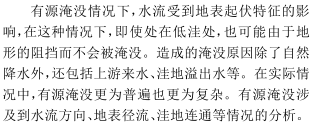 有源淹没情况下,水流受到地表起伏特征的影
响,在这种情况下,即使处在低洼处,也可能由于地
形的阻挡而不会被淹没。造成的淹没原因除了自然
降水外,还包括上游来水、洼地溢出水等。在实际情
况中,有源淹没更为普遍也更为复杂。有源淹没涉
及到水流方向、地表径流、洼地连通等情况的分析。